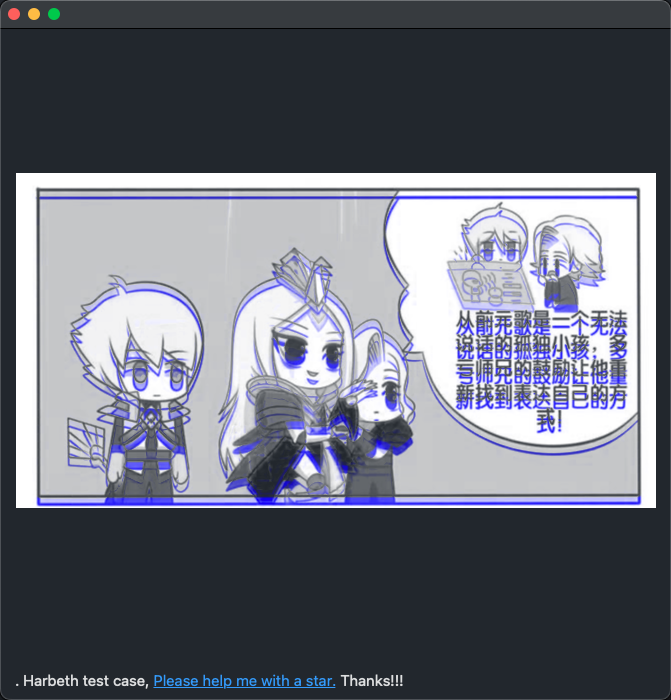 从前元歌是一个无法
说话的孤独小孩，多
亏师兄的鼓励让他重
新找到表达自己的方
式！
. Harbeth test case, Please help me with a star. Thanks!!!